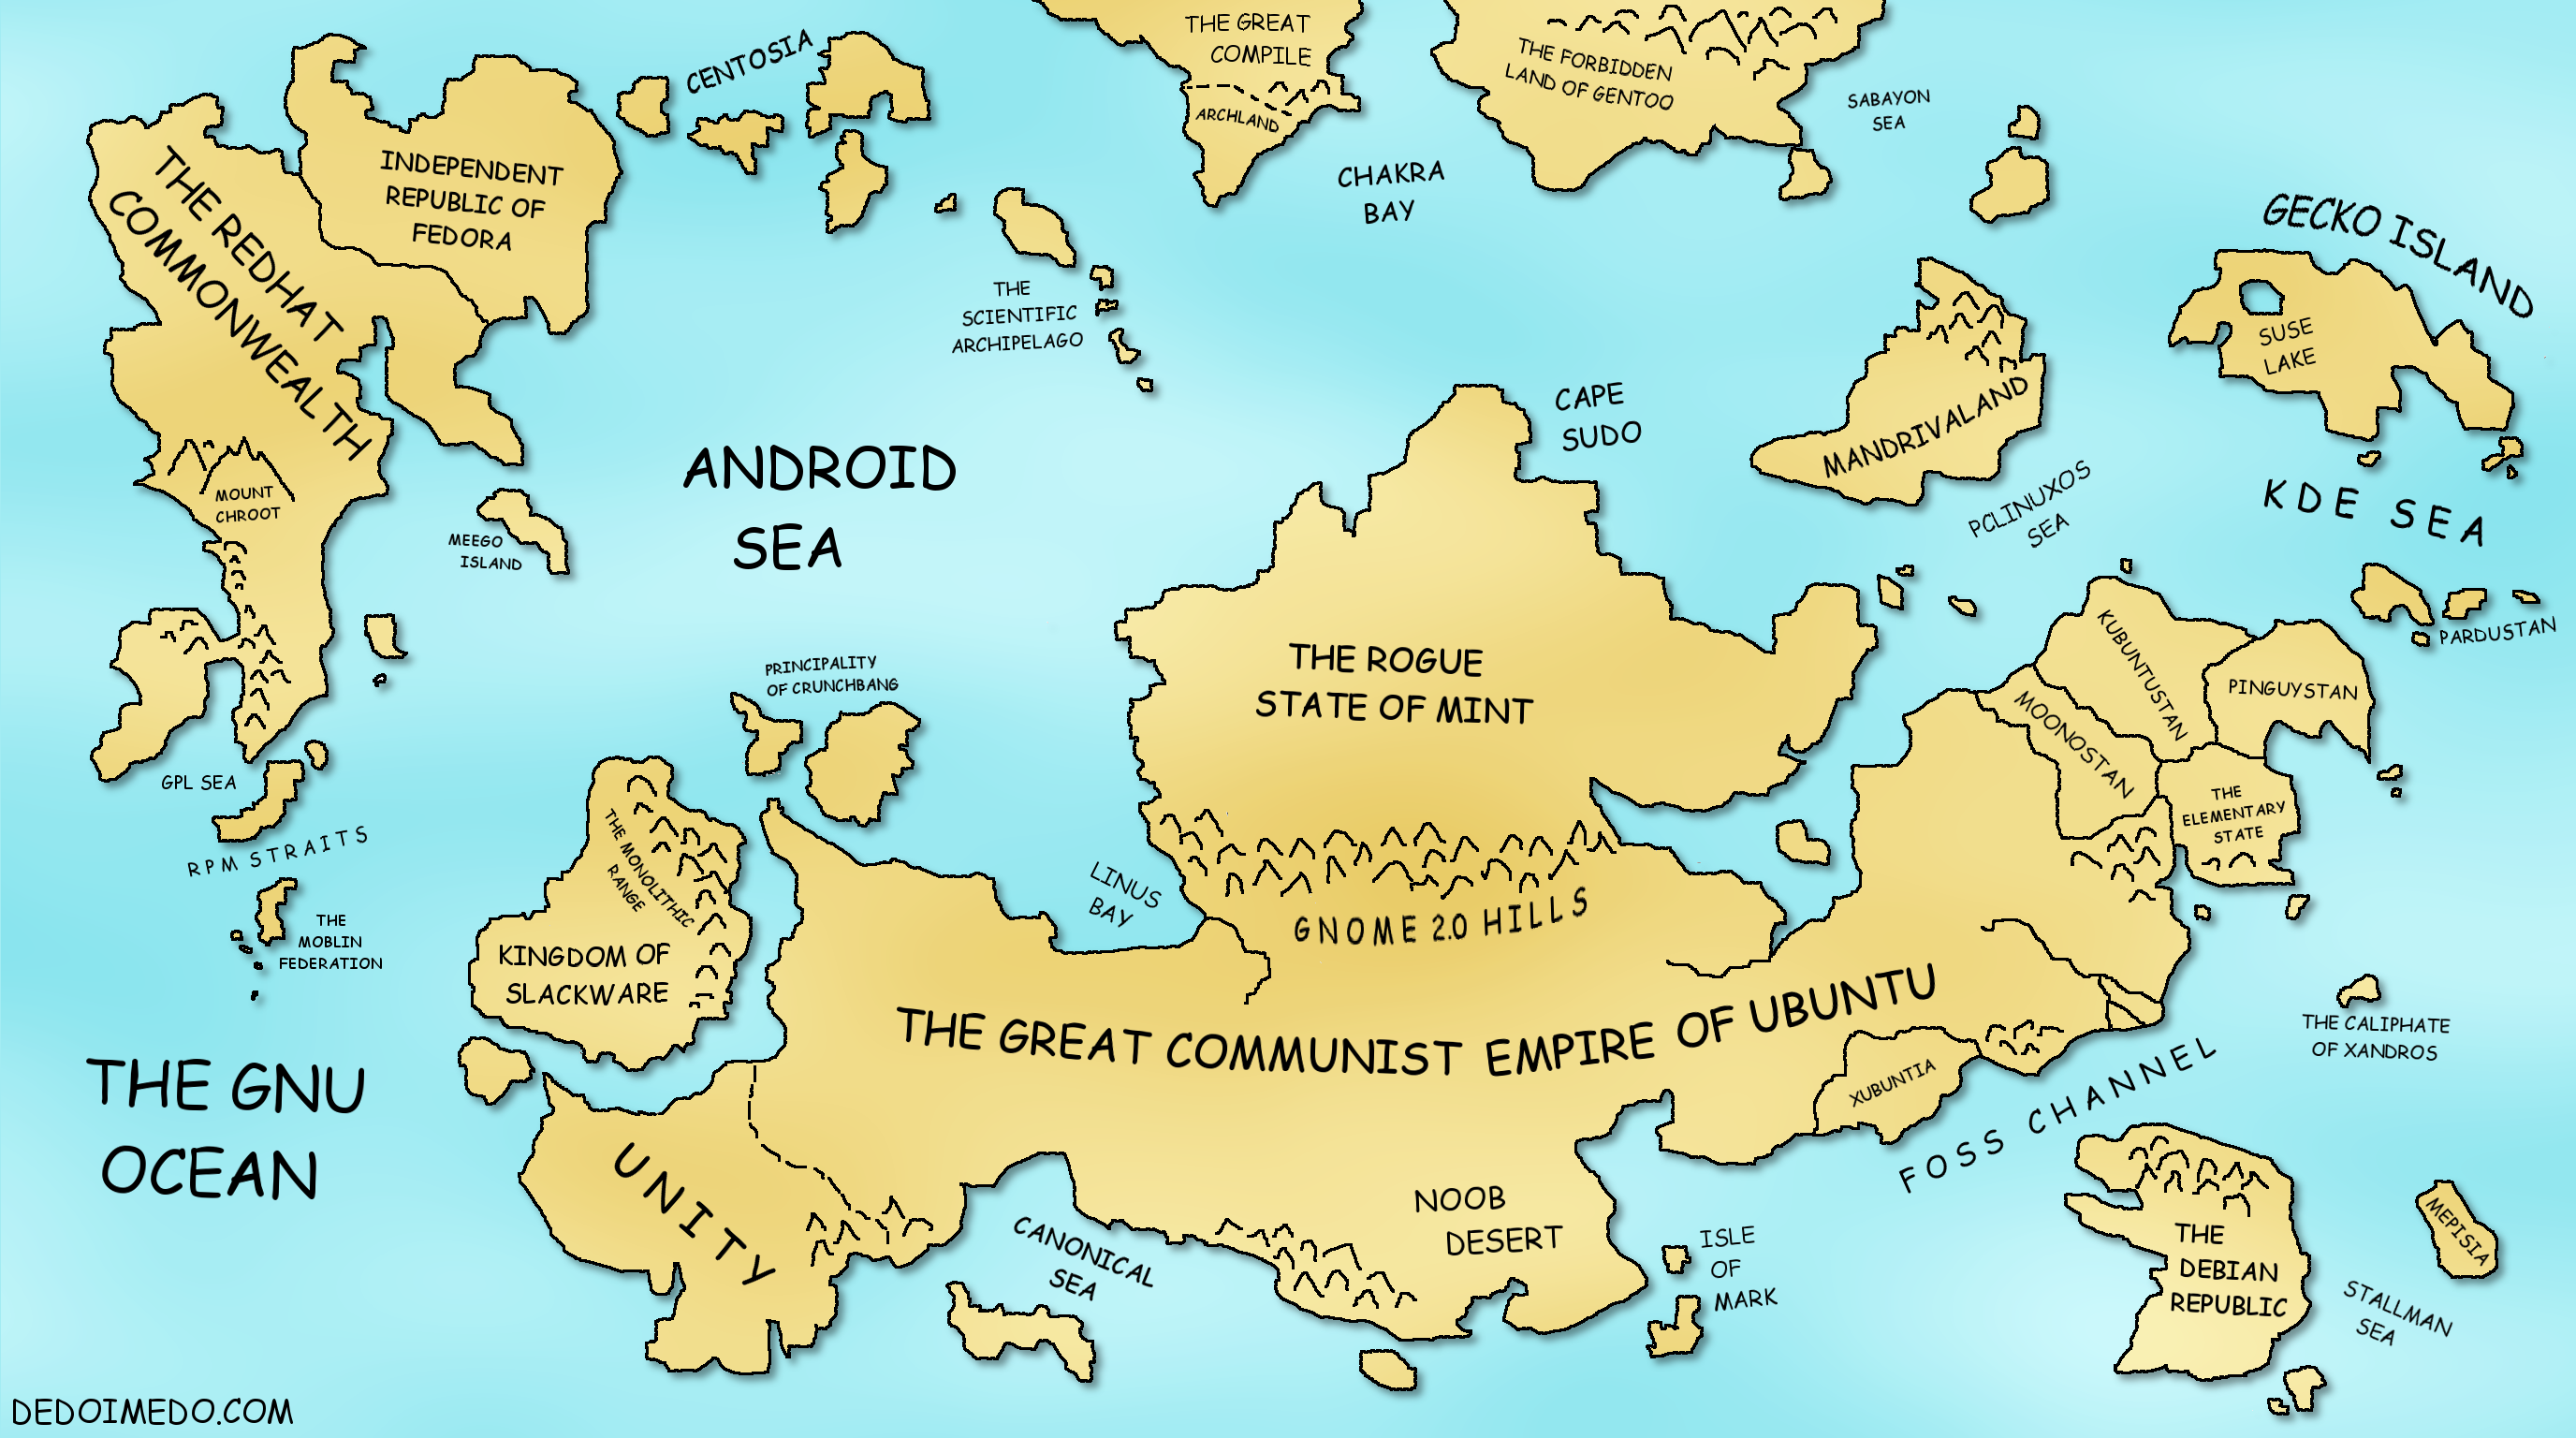 THE GREAT
COMPILE
ARCHLAND
CENTOSIA
THE FORBIDDEN
LAND OF GENTOO
SABAYON
SEA
CHAKRA
BAY
INDEPENDENT
REPUBLIC OF
FEDORA
THE REDHAT
COMMONWEALTH
GECKO ISLAND
SUSE
LAKE
THE
SCIENTIFIC
ARCHIPELAGO
MANDRIVALAND
CAPE
SUDO
ANDROID
SEA
MOUNT
CHROOT
MEEGO
ISLAND
PCLINUXOS
SEA
KDE SEA
PARDUSTAN
KUBUNTUSTAN
PINGUYSTAN
MOONOSTAN
THE
ELEMENTARY
STATE
THE ROGUE
STATE OF MINT
PRINCIPALITY
OF CRUNCHBANG
GPL SEA
RPM STRAITS
THE
MOBLIN
FEDERATION
THE MONOLITHIC
RANGE
KINGDOM OF
SLACKWARE
LINUS
BAY
GNOME 2.0 HILLS
THE GREAT COMMUNIST EMPIRE OF UBUNTU
THE CALIPHATE
OF XANDROS
XUBUNTIA
FOSS CHANNEL
THE GNU
OCEAN
UNITY
CANONICAL
SEA
NOOB
DESERT
ISLE
OF
MARK
THE
DEBIAN
REPUBLIC
MEPISIA
STALLMAN
SEA
DEDOIMEDO.COM